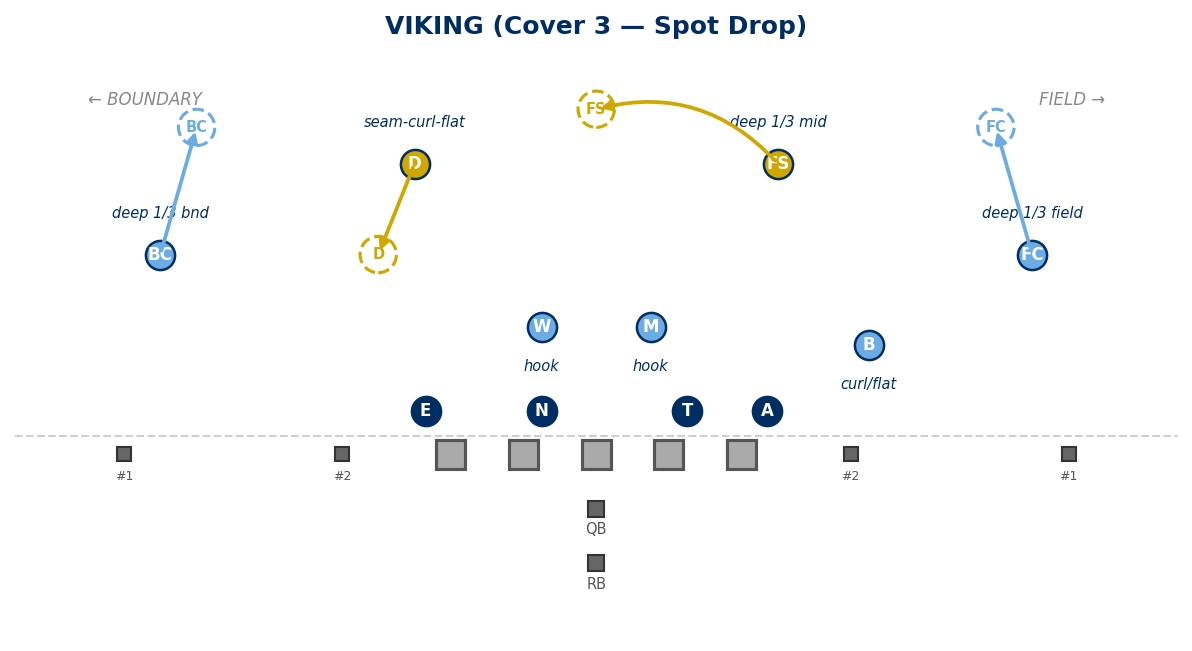 VIKING (Cover 3 — Spot Drop)
← BOUNDARY
FIELD →
BC
FS
FC
seam-curl-flat
deep 1/3 mid
D
FS
deep 1/3 bnd
deep 1/3 field
BC
D
FC
W
M
B
hook
hook
curl/flat
E
N
T
A
#1
#2
#2
#1
QB
RB